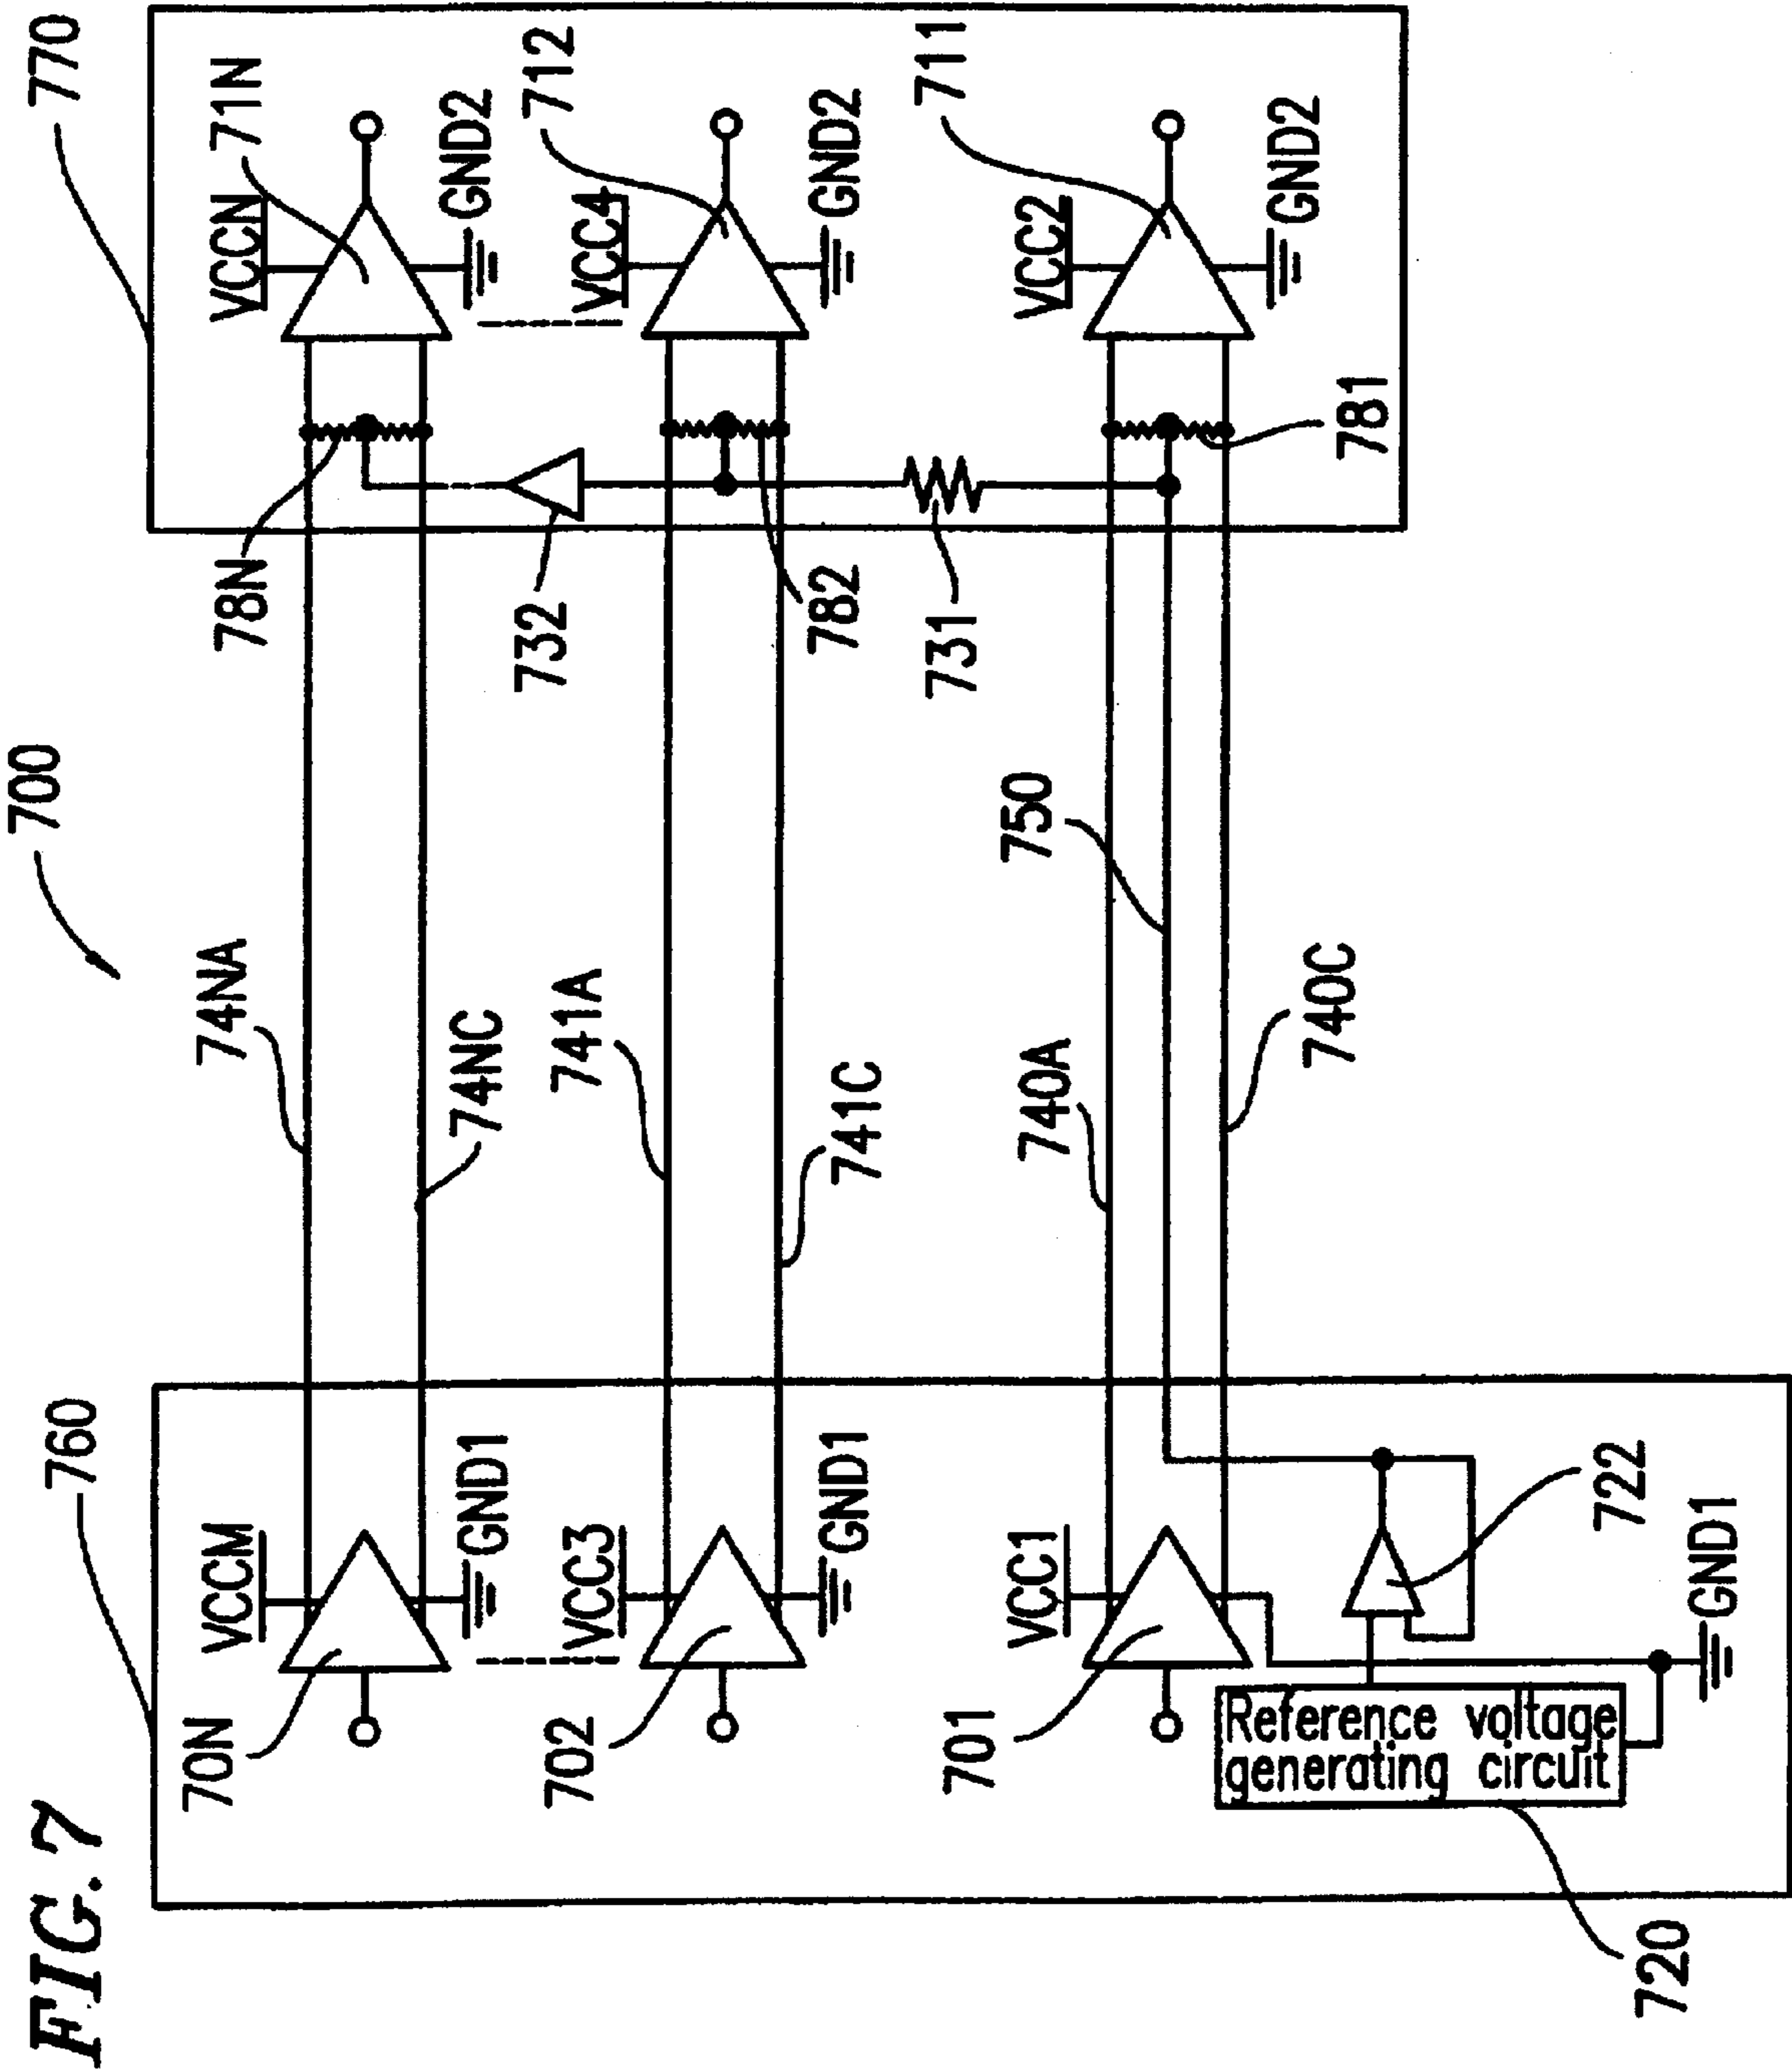 FIG. 7
700
760
770
70N
VCCM
GND1
74NA
74NC
78N
VCCN
71N
GND2
732
702
VCC3
GND1
741A
741C
782
VCC4
712
GND2
731
701
VCC1
740A
750
740C
781
VCC2
711
GND2
Reference voltage
generating circuit
722
720
GND1